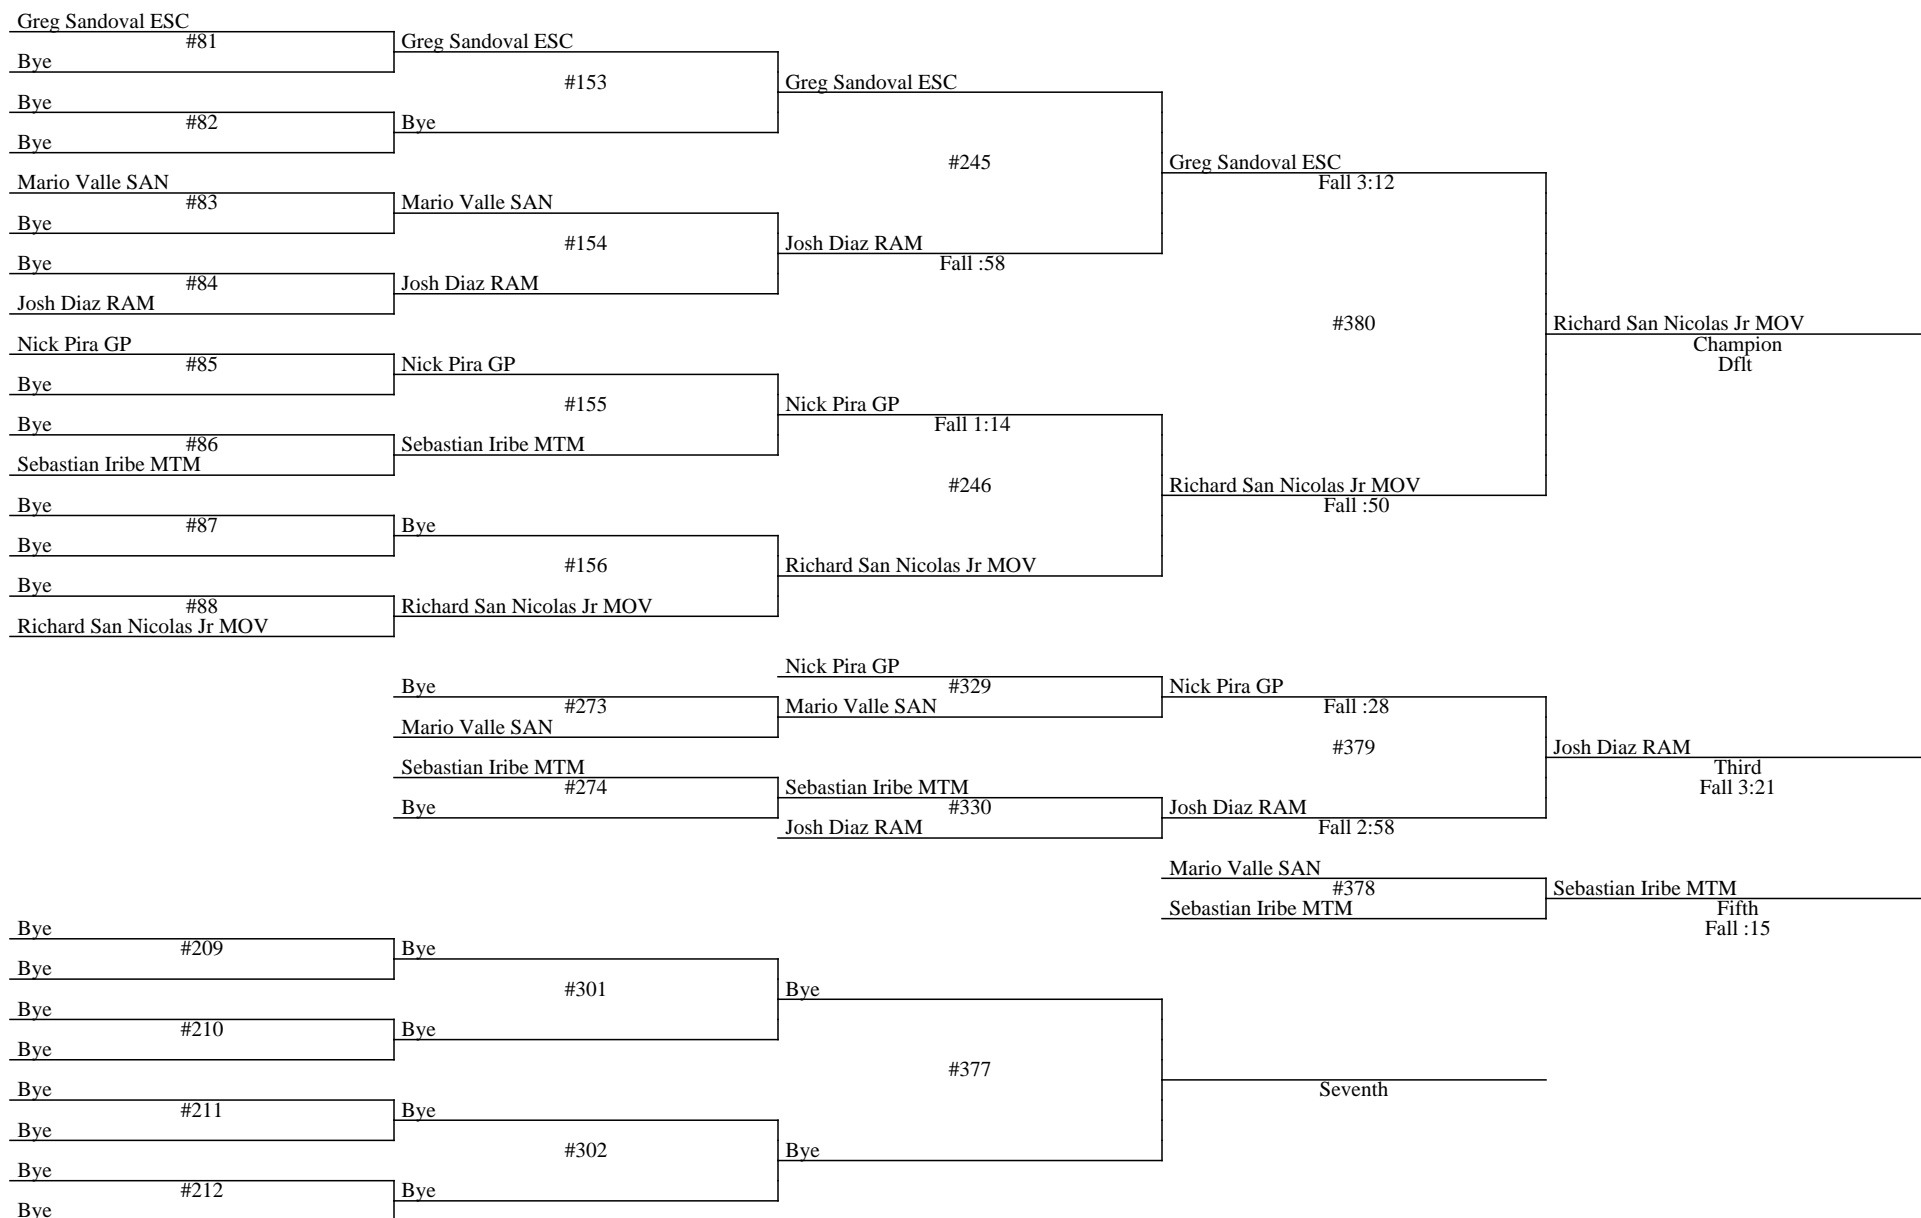 Greg Sandoval ESC
#81
Bye
Bye
#82
Bye
Mario Valle SAN
#83
Bye
Bye
#84
Josh Diaz RAM
Nick Pira GP
#85
Bye
Bye
#86
Sebastian Iribe MTM
Bye
#87
Bye
Bye
#88
Richard San Nicolas Jr MOV
Greg Sandoval ESC
#153
Bye
Mario Valle SAN
#154
Josh Diaz RAM
Nick Pira GP
#155
Sebastian Iribe MTM
Bye
#156
Richard San Nicolas Jr MOV
Greg Sandoval ESC
#245
Josh Diaz RAM
Fall :58
Nick Pira GP
Fall 1:14
#246
Richard San Nicolas Jr MOV
Greg Sandoval ESC
Fall 3:12
#380
Richard San Nicolas Jr MOV
Fall :50
Richard San Nicolas Jr MOV
Champion
Dflt
Bye
#273
Mario Valle SAN
Sebastian Iribe MTM
#274
Bye
Nick Pira GP
#329
Mario Valle SAN
Sebastian Iribe MTM
#330
Josh Diaz RAM
Nick Pira GP
Fall :28
#379
Josh Diaz RAM
Fall 2:58
Josh Diaz RAM
Third
Fall 3:21
Mario Valle SAN
#378
Sebastian Iribe MTM
Sebastian Iribe MTM
Fifth
Fall :15
Bye
#209
Bye
Bye
#210
Bye
Bye
#211
Bye
Bye
#212
Bye
Bye
#301
Bye
Bye
#302
Bye
Bye
#377
Bye
Seventh